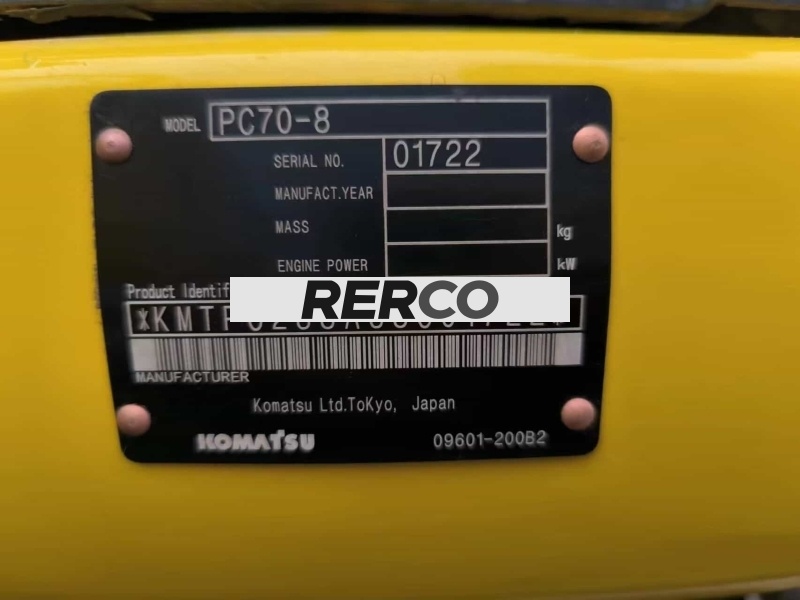 MODEL PC70-8
SERIAL NO. 01722
MANUFACT.YEAR
MASS kg
ENGINE POWER kW
Product
RERCO
MANUFACTURER
Komatsu Ltd.ToKyo, Japan
KOMATSU 09601-200B2